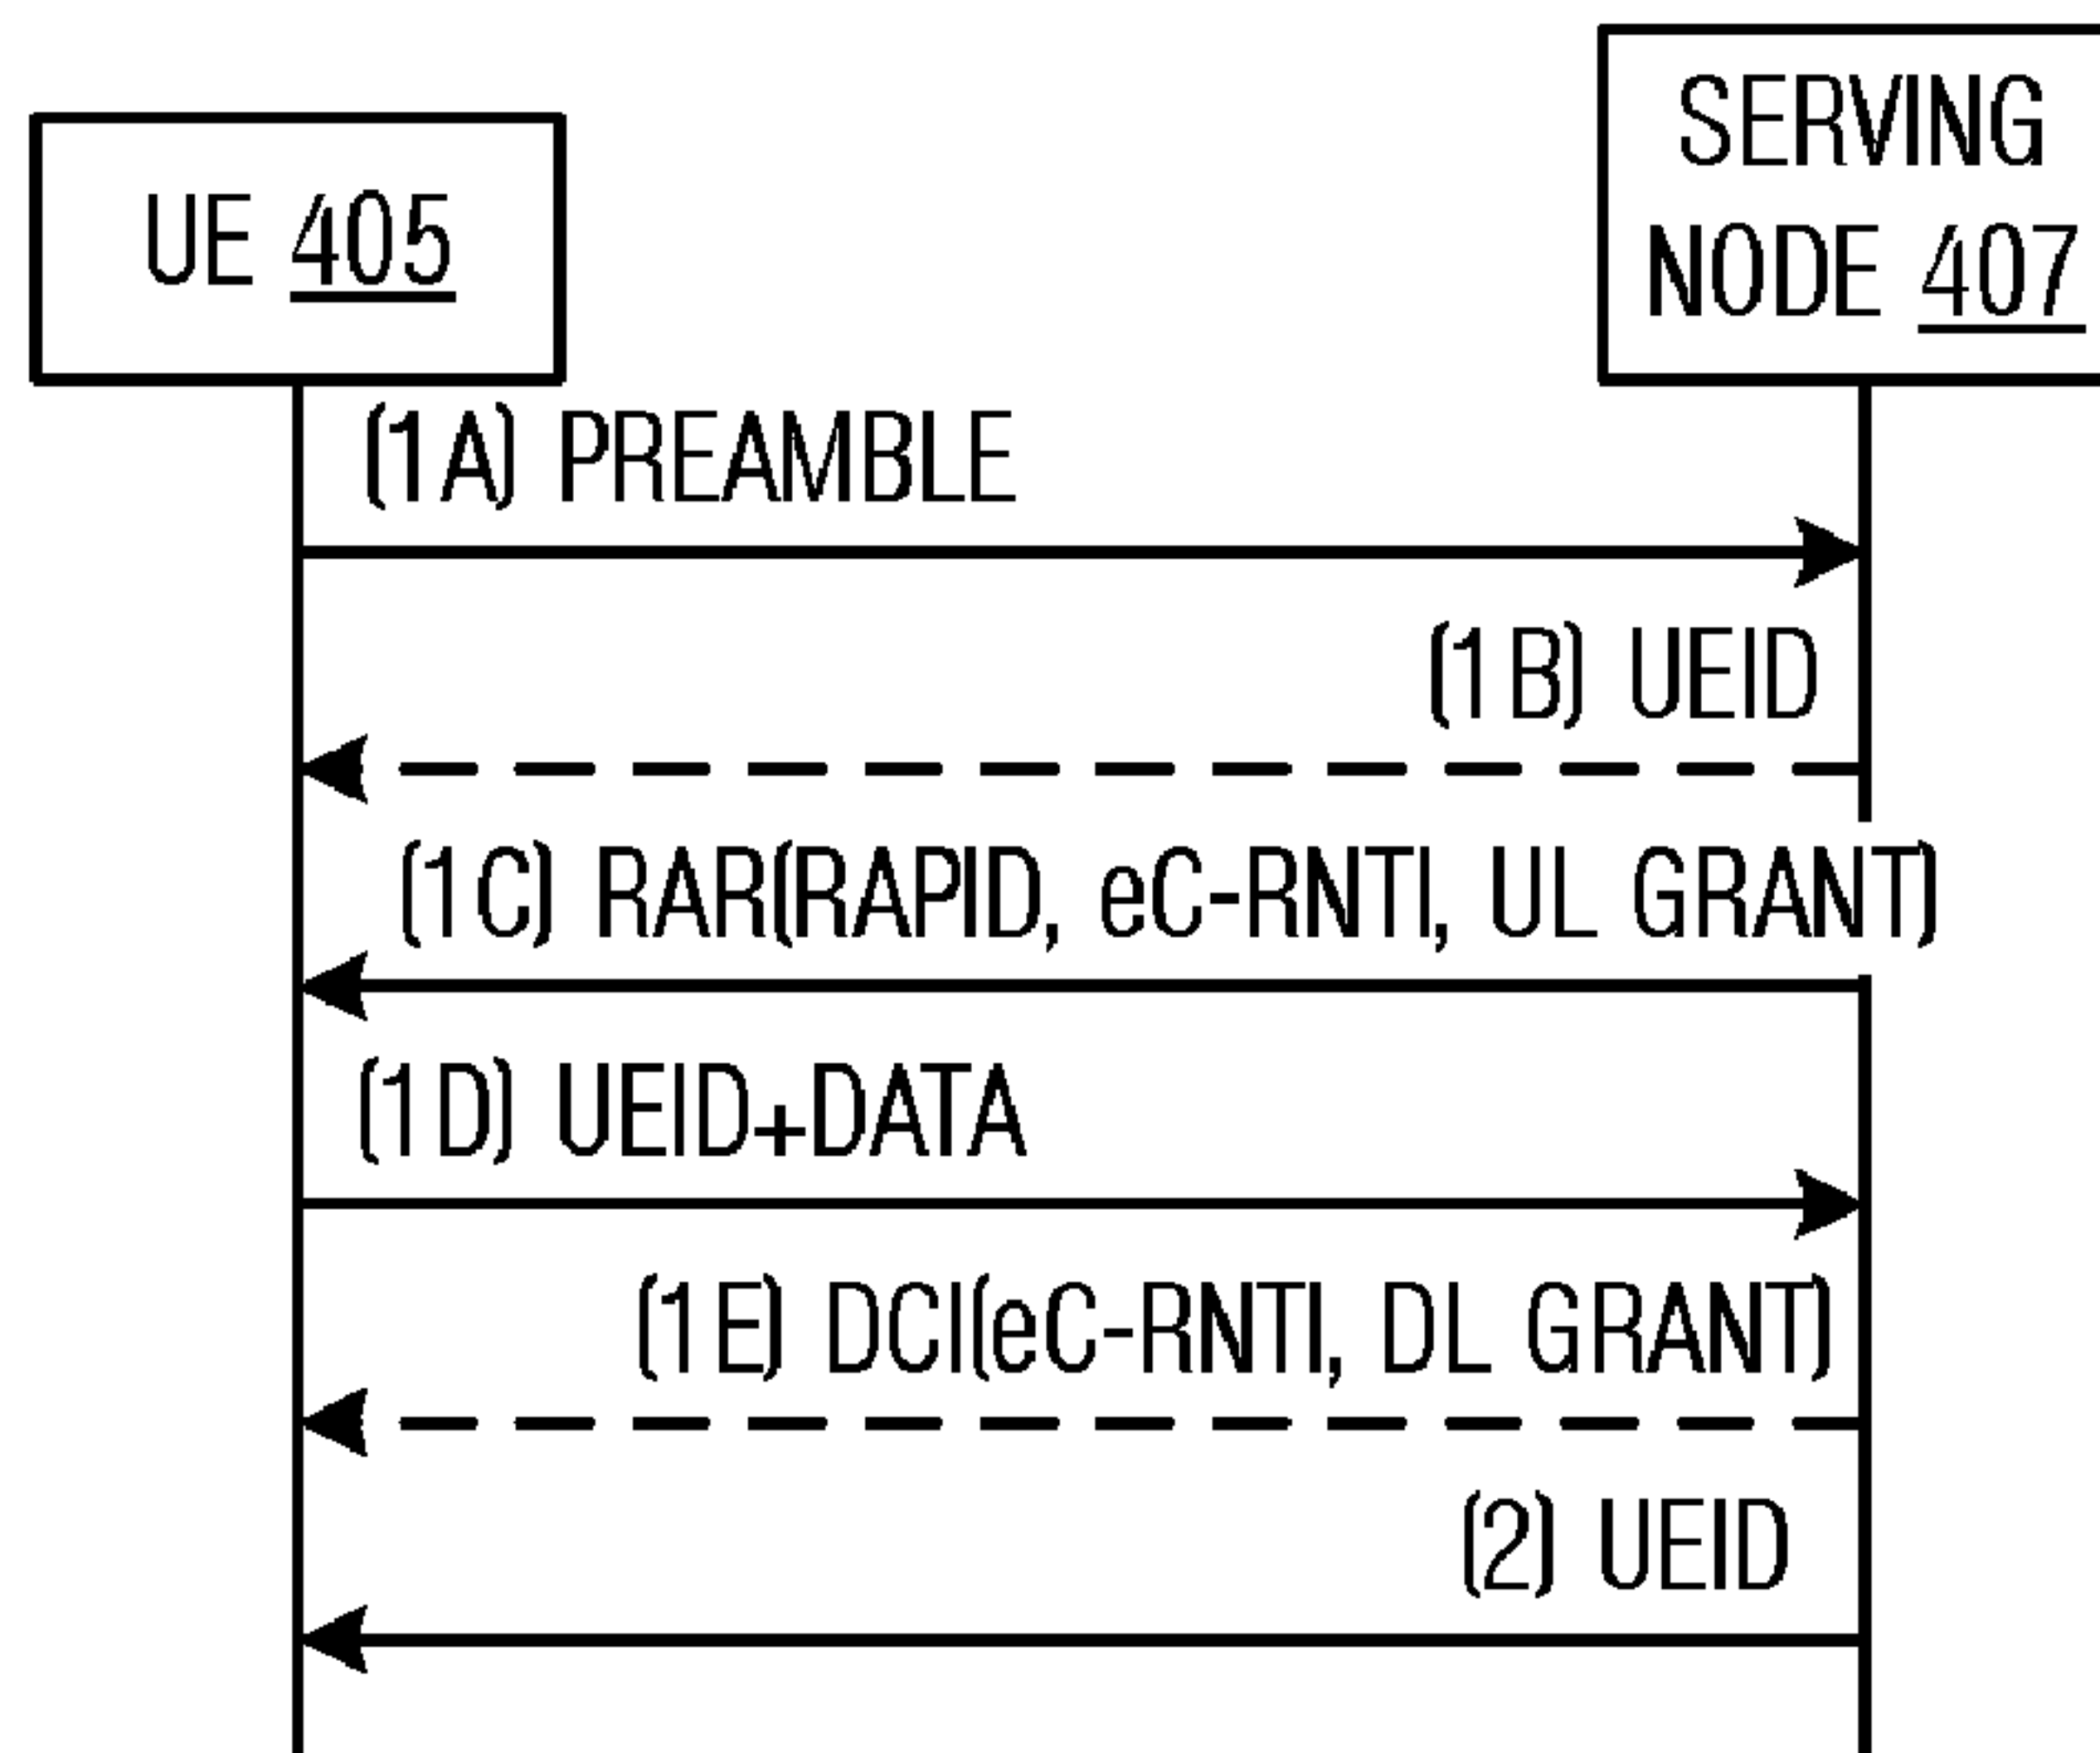 UE 405
SERVING
NODE 407
(1A) PREAMBLE
(1B) UEID
(1C) RAR(RAPID, eC-RNTI, UL GRANT)
(1D) UEID+DATA
(1E) DCI(eC-RNTI, DL GRANT)
(2) UEID